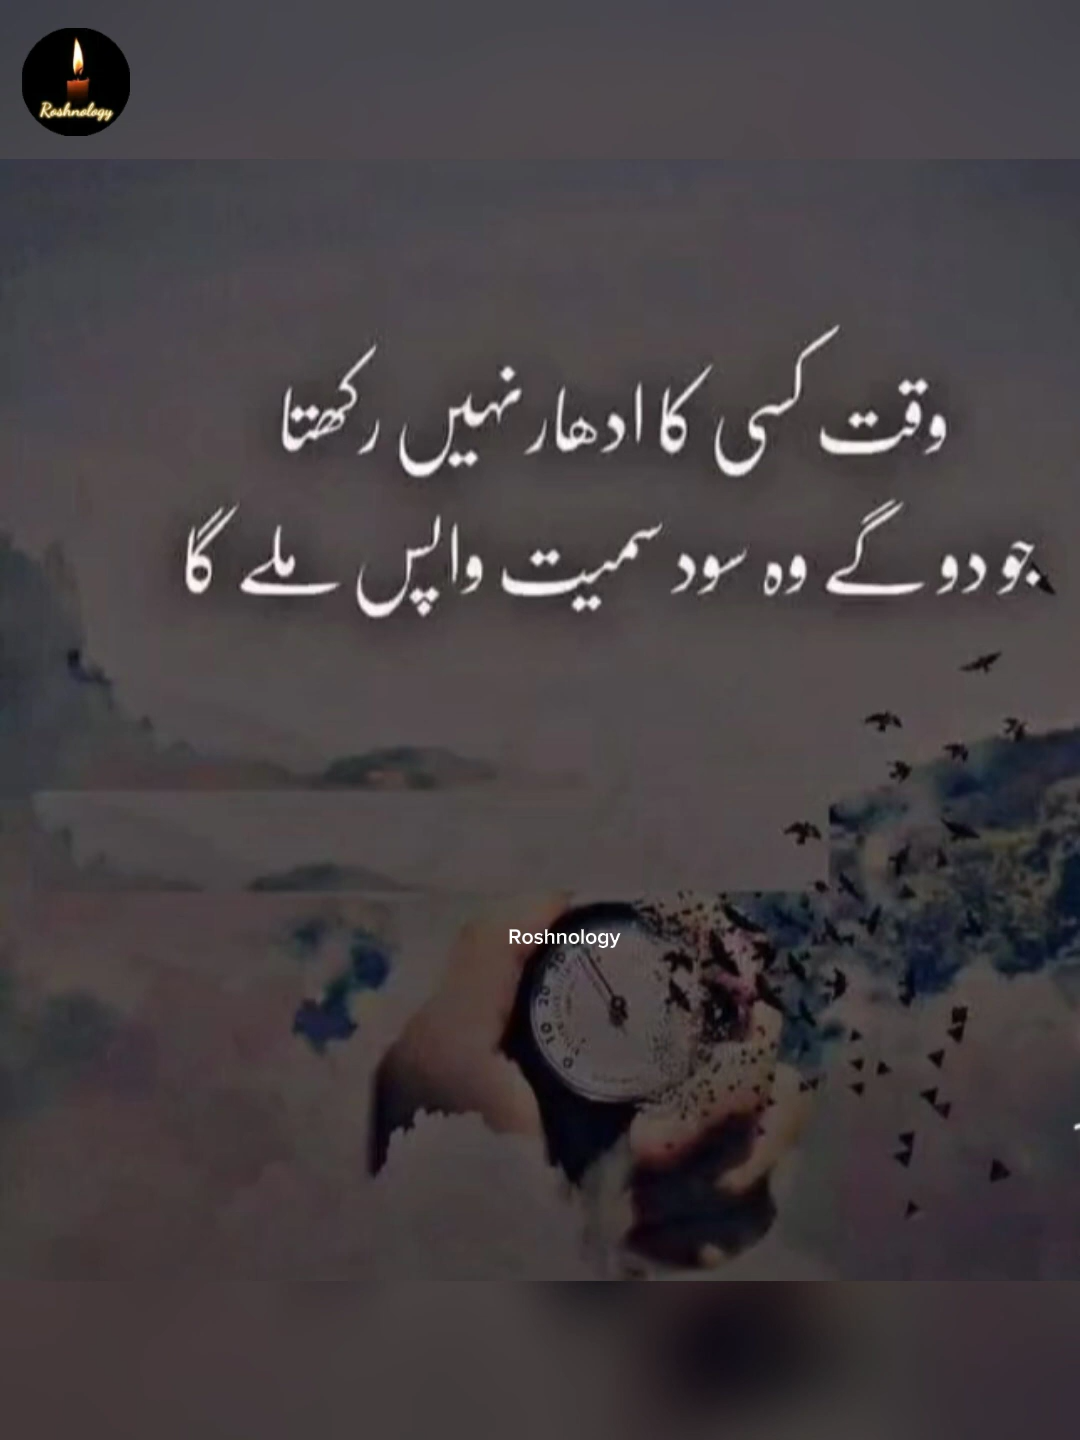 Roshnology
وقت کسی کا ادھار نہیں رکھتا
جو دو گے وہ سود سمیت واپس ملے گا
Roshnology